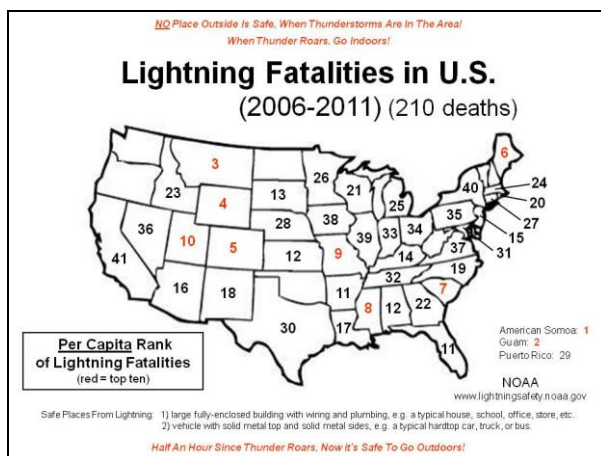 NO Place Outside Is Safe, When Thunderstorms Are In The Area!
When Thunder Roars, Go Indoors!
Lightning Fatalities in U.S.
(2006-2011) (210 deaths)
3
6
26
23
4
13
21
25
40
24
20
36
10
5
28
38
39
33
34
35
27
15
31
41
12
9
14
37
16
18
11
32
19
7
30
17
8
12
22
11
Per Capita Rank
of Lightning Fatalities
(red = top ten)
American Somoa: 1
Guam: 2
Puerto Rico: 29
NOAA
www.lightningsafety.noaa.gov
Safe Places From Lightning: 1) large fully-enclosed building with wiring and plumbing, e.g. a typical house, school, office, store, etc.
2) vehicle with solid metal top and solid metal sides, e.g. a typical hardtop car, truck, or bus.
Half An Hour Since Thunder Roars, Now it's Safe To Go Outdoors!